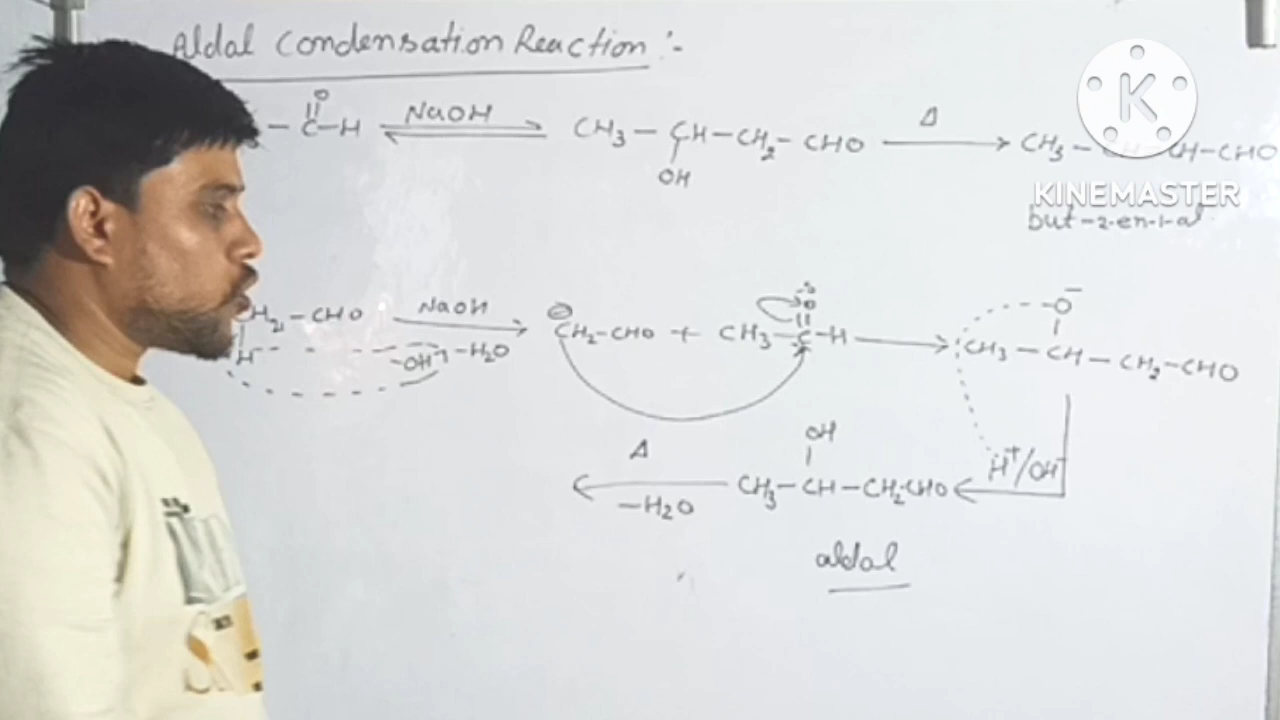 Aldal Condensation Reaction :-
O
|| 
- C-H NaOH CH3 - CH-CH2- CHO Δ CH3 - CH-CHO
OH
K
KINEMASTER
but-2-en-1-al
CH2-CHO NaOH ⊖CH2-CHO + CH3-C-H O CH3-CH-CH2-CHO O-
H -OH -H2O
H+/OH-
OH
Δ CH3-CH-CH2-CHO
-H2O
aldal